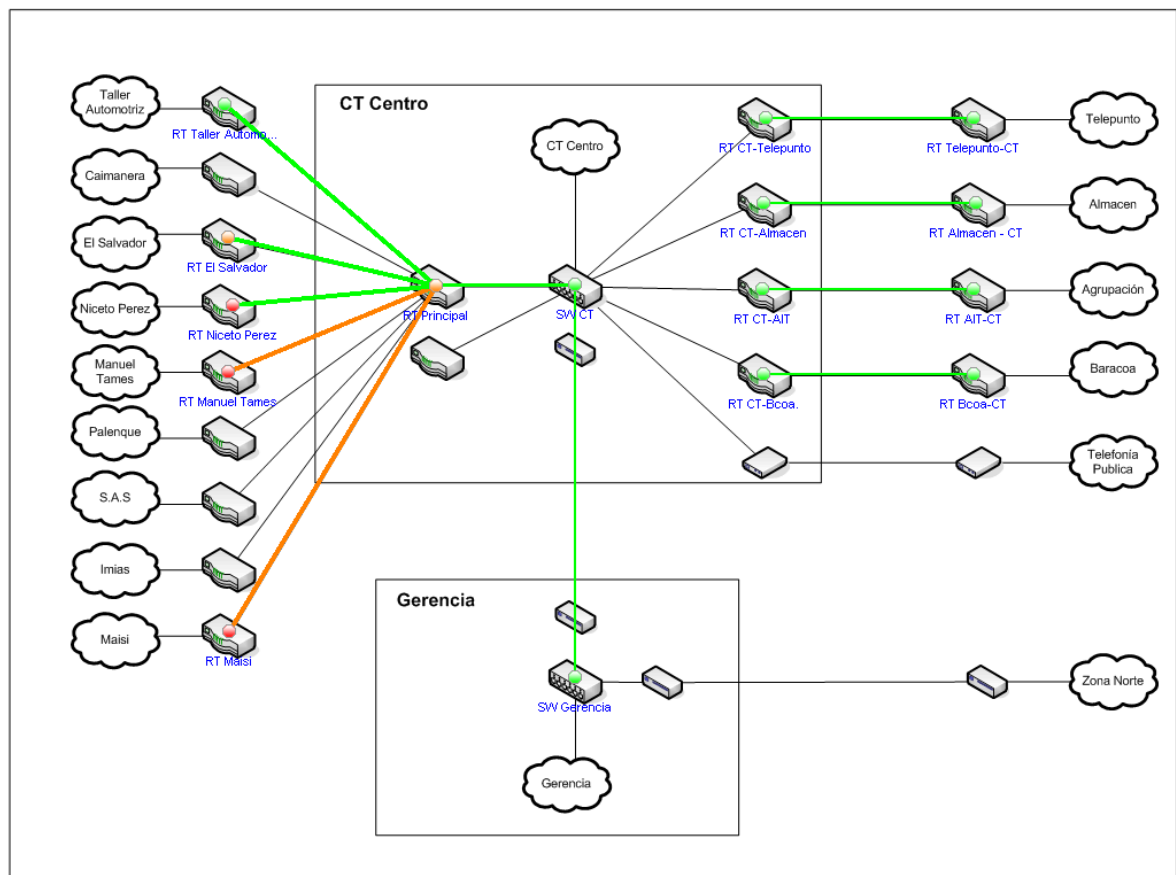 Taller
Automotriz
RT Taller Automo...
CT Centro
CT Centro
RT CT-Telepunto
RT Telepunto-CT
Telepunto
Caimanera
El Salvador
RT El Salvador
RT CT-Almacen
RT Almacen - CT
Almacen
Niceto Perez
RT Niceto Perez
RT Principal
SW CT
RT CT-AIT
RT AIT-CT
Agrupación
Manuel
Tames
RT Manuel Tames
RT CT-Bcoa.
RT Bcoa-CT
Baracoa
Palenque
Telefonía
Publica
S.A.S
Imias
Maisi
RT Maisi
Gerencia
SW Gerencia
Zona Norte
Gerencia